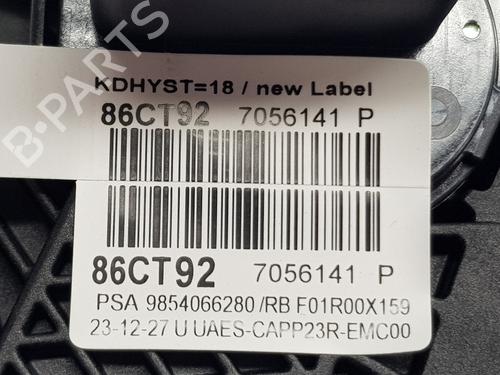 B-PARTS
KDHYST=18 / new Label
86CT92 7056141 P
86CT92 7056141 P
PSA 9854066280 /RB F01R00X159
23-12-27 U UAES-CAPP23R-EMC00